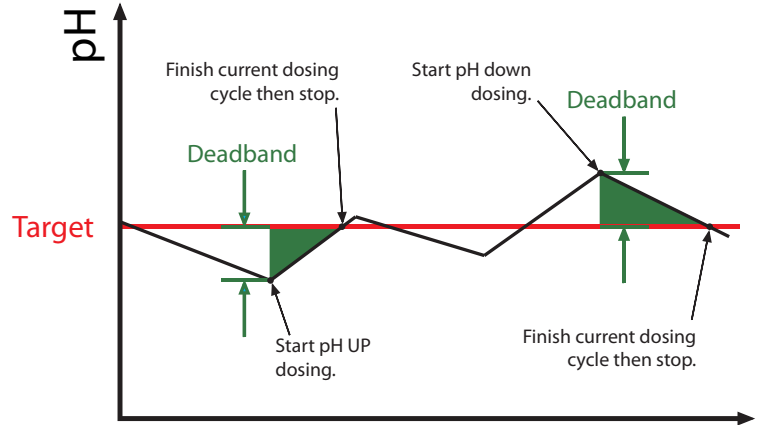 pH
Finish current dosing
cycle then stop.
Start pH down
dosing.
Deadband
Deadband
Target
Start pH UP
dosing.
Finish current dosing
cycle then stop.